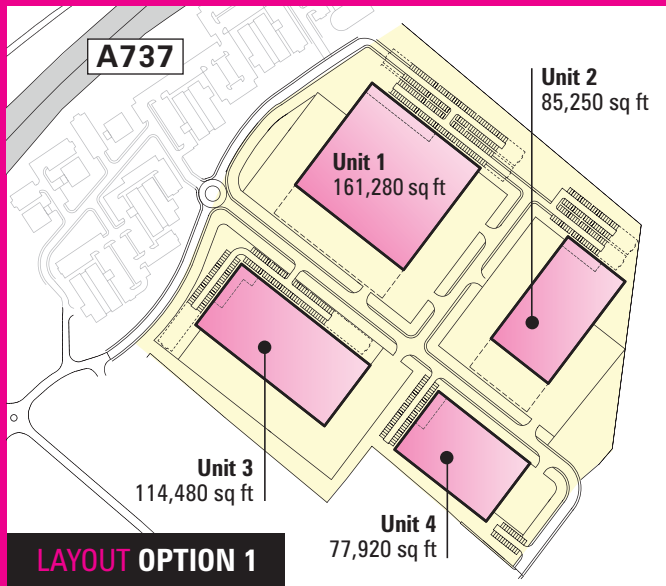 A737
Unit 2
85,250 sq ft
Unit 1
161,280 sq ft
Unit 3
114,480 sq ft
Unit 4
77,920 sq ft
LAYOUT OPTION 1